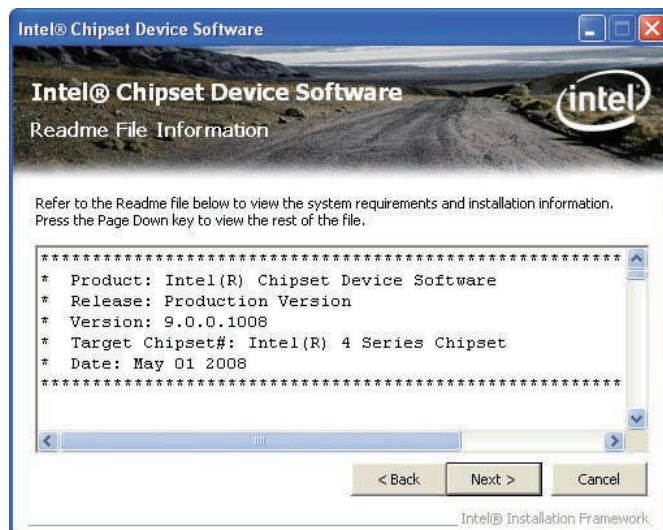 Intel® Chipset Device Software
Intel® Chipset Device Software
Readme File Information
intel
Refer to the Readme file below to view the system requirements and installation information.
Press the Page Down key to view the rest of the file.
************************************************************
* Product: Intel(R) Chipset Device Software
* Release: Production Version
* Version: 9.0.0.1008
* Target Chipset#: Intel(R) 4 Series Chipset
* Date: May 01 2008
************************************************************
< Back
Next >
Cancel
Intel® Installation Framework